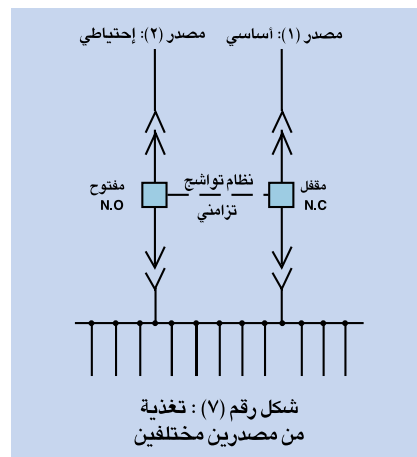 مصدر (١): أساسي
مصدر (٢): إحتياطي
مقفل
N.C
نظام تواشج
تزامني
مفتوح
N.O
شكل رقم (٧) : تغذية
من مصدرين مختلفين